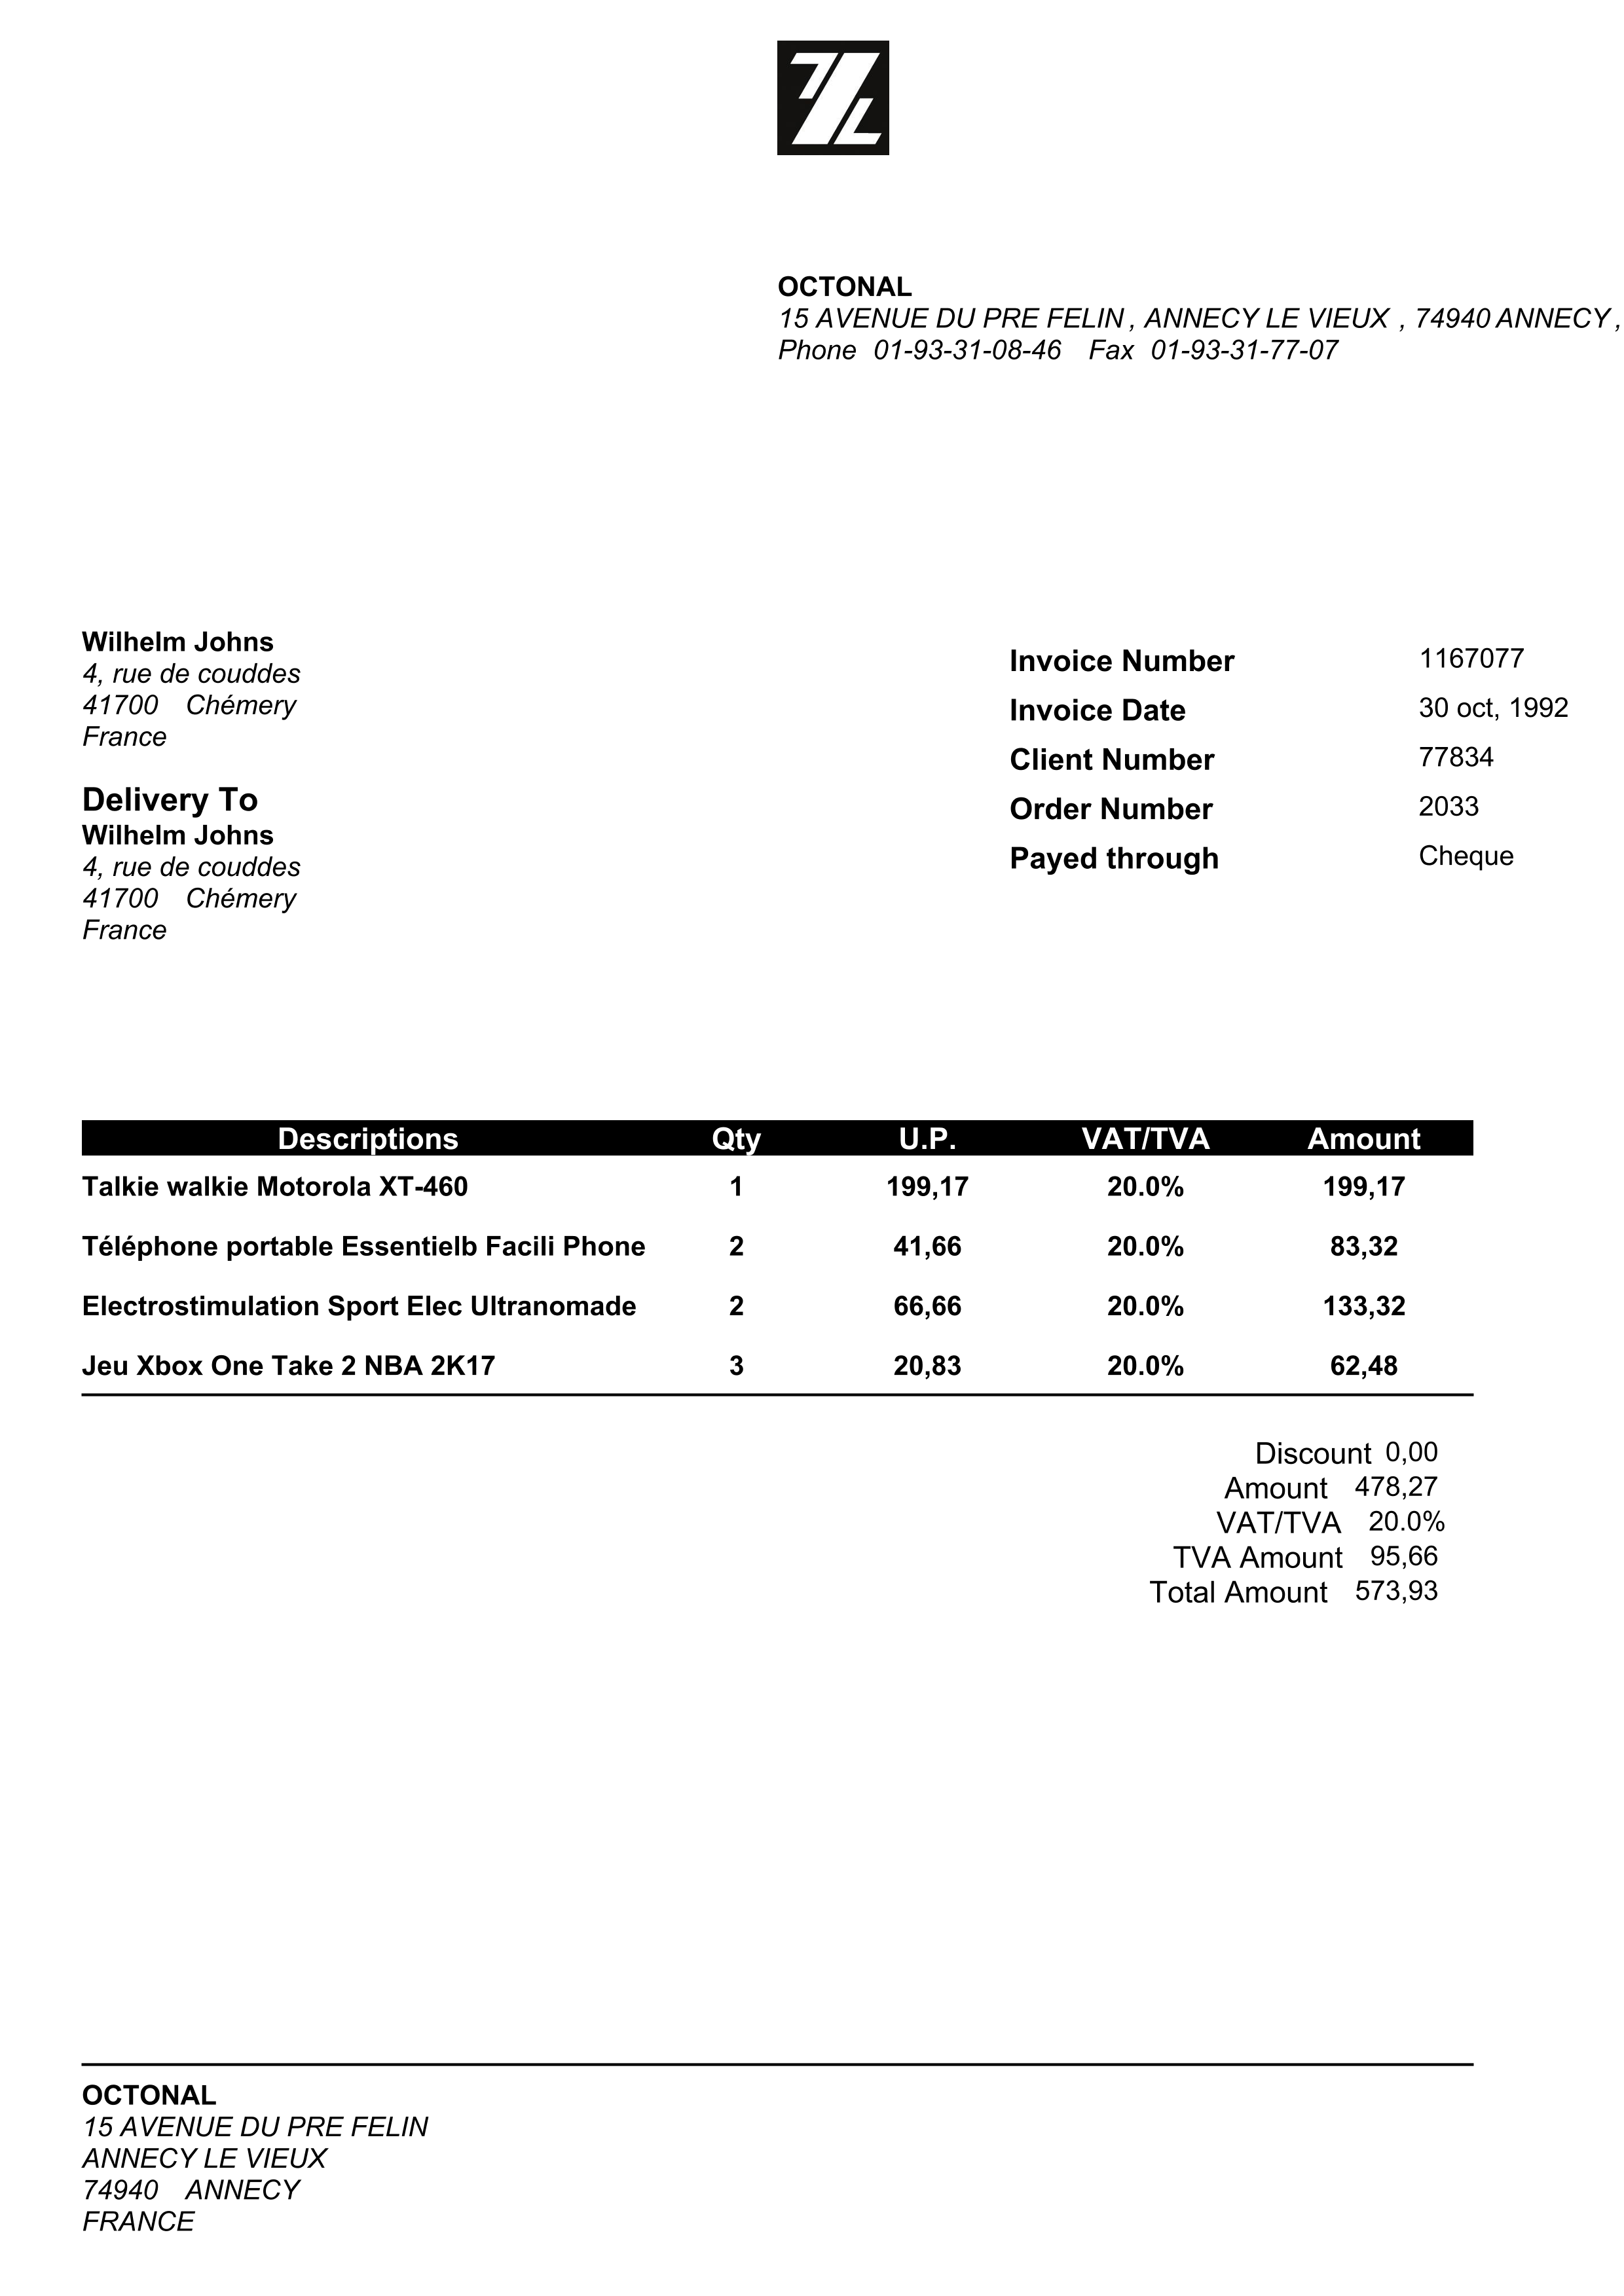 OCTONAL
15 AVENUE DU PRE FELIN , ANNECY LE VIEUX , 74940 ANNECY ,
Phone 01-93-31-08-46 Fax 01-93-31-77-07
Wilhelm Johns
4, rue de couddes
41700 Chémery
France
Delivery To
Wilhelm Johns
4, rue de couddes
41700 Chémery
France
Invoice Number 1167077
Invoice Date 30 oct, 1992
Client Number 77834
Order Number 2033
Payed through Cheque
Descriptions Qty U.P. VAT/TVA Amount
Talkie walkie Motorola XT-460 1 199,17 20.0% 199,17
Téléphone portable Essentielb Facili Phone 2 41,66 20.0% 83,32
Electrostimulation Sport Elec Ultranomade 2 66,66 20.0% 133,32
Jeu Xbox One Take 2 NBA 2K17 3 20,83 20.0% 62,48
Discount 0,00
Amount 478,27
VAT/TVA 20.0%
TVA Amount 95,66
Total Amount 573,93
OCTONAL
15 AVENUE DU PRE FELIN
ANNECY LE VIEUX
74940 ANNECY
FRANCE